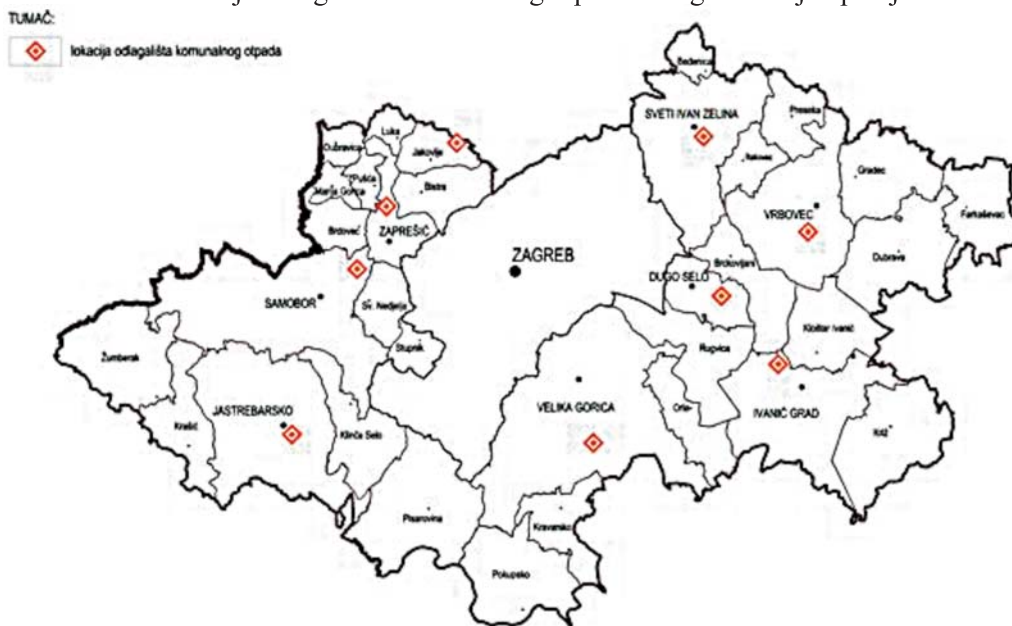 TUMAČ:
lokacija odlagališta komunalnog otpada
Bedenica
SVETI IVAN ZELINA
Preseka
Rakovec
Gradec
Farkaševac
VRBOVEC
Dubrava
Luka
Dubravica
Jakovlje
Pušća
Marija Gorica
Bistra
Brdovec
ZAPREŠIĆ
ZAGREB
Brckovljani
DUGO SELO
SAMOBOR
Sv. Nedjelja
Stupnik
Rugvica
Kloštar Ivanić
Žumberak
JASTREBARSKO
Krašić
Klinča Selo
VELIKA GORICA
Orle
IVANIĆ GRAD
Križ
Pisarovina
Kravarsko
Pokupsko